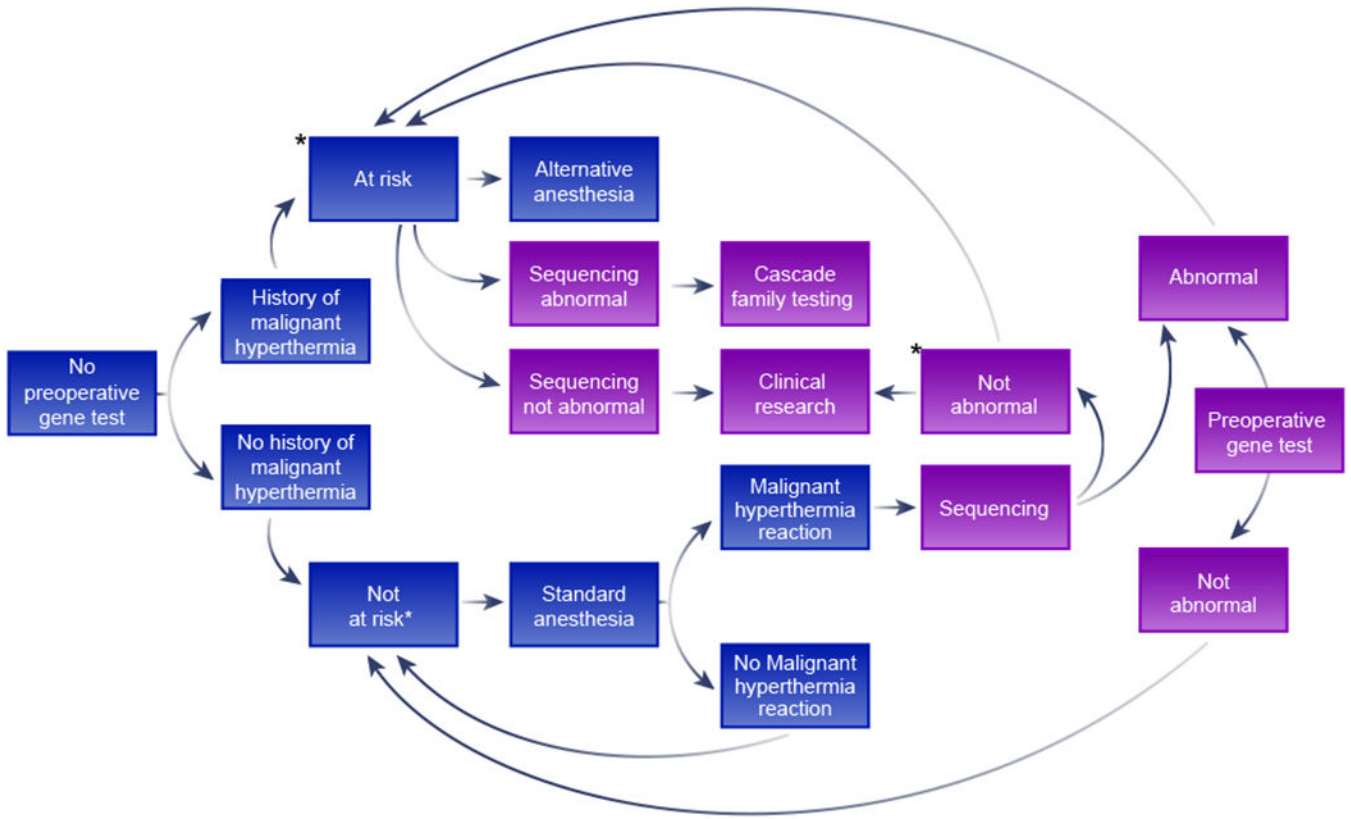 *
At risk
Alternative
anesthesia
History of
malignant
hyperthermia
Sequencing
abnormal
Cascade
family testing
Abnormal
No
preoperative
gene test
Sequencing
not abnormal
Clinical
research
*
Not
abnormal
Preoperative
gene test
No history of
malignant
hyperthermia
Malignant
hyperthermia
reaction
Sequencing
Not
at risk*
Standard
anesthesia
Not
abnormal
No Malignant
hyperthermia
reaction